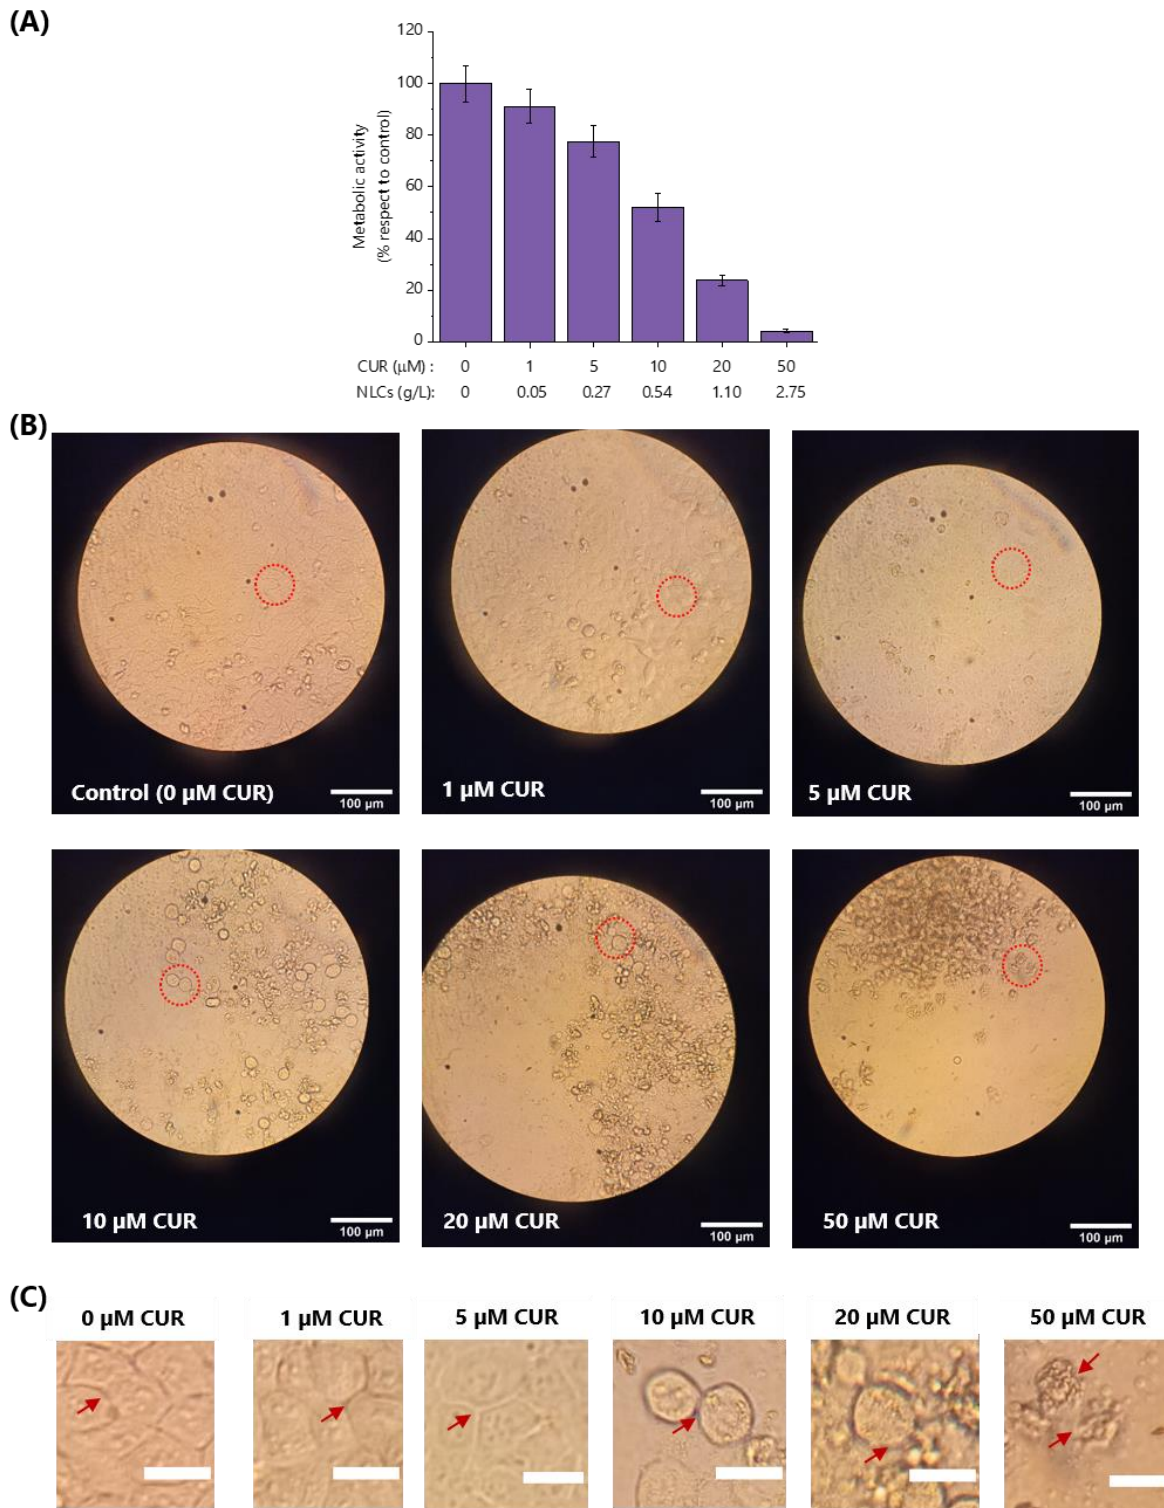 (A)
120
100
80
60
40
20
0
Metabolic activity
(% respect to control)
CUR (µM) : 0 1 5 10 20 50
NLCs (g/L): 0 0.05 0.27 0.54 1.10 2.75
(B)
Control (0 µM CUR)
100 µm
1 µM CUR
100 µm
5 µM CUR
100 µm
10 µM CUR
100 µm
20 µM CUR
100 µm
50 µM CUR
100 µm
(C)
0 µM CUR 1 µM CUR 5 µM CUR 10 µM CUR 20 µM CUR 50 µM CUR